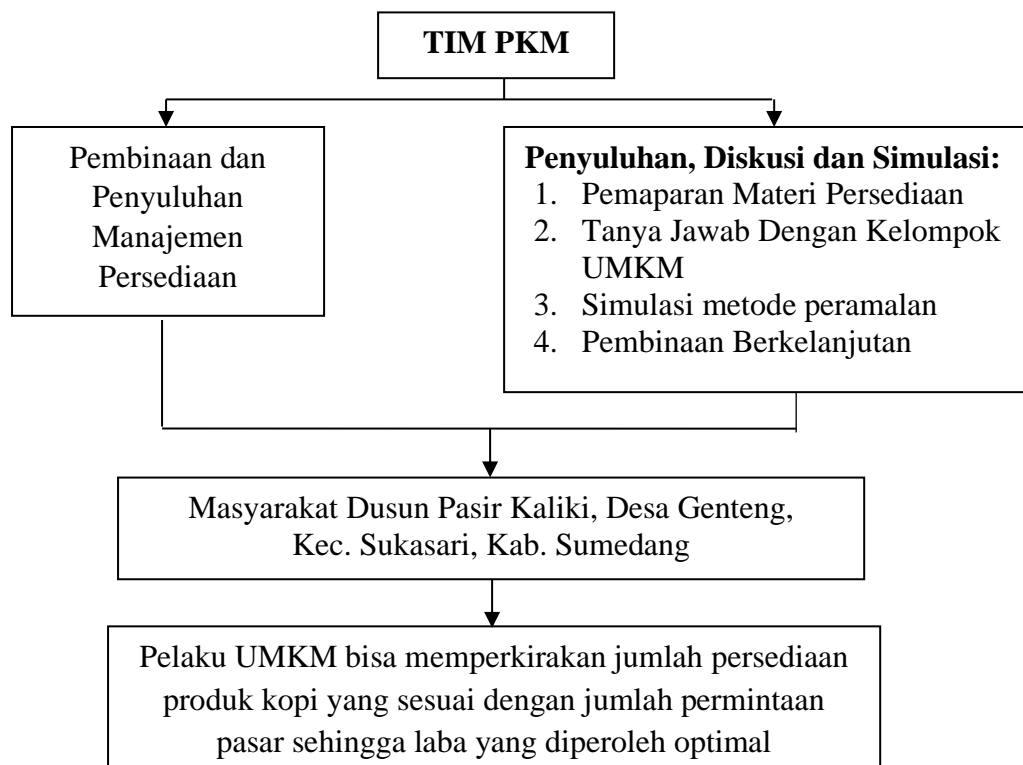 TIM PKM
Pembinaan dan
Penyuluhan
Manajemen
Persediaan
Penyuluhan, Diskusi dan Simulasi:
1. Pemaparan Materi Persediaan
2. Tanya Jawab Dengan Kelompok
UMKM
3. Simulasi metode peramalan
4. Pembinaan Berkelanjutan
Masyarakat Dusun Pasir Kaliki, Desa Genteng,
Kec. Sukasari, Kab. Sumedang
Pelaku UMKM bisa memperkirakan jumlah persediaan
produk kopi yang sesuai dengan jumlah permintaan
pasar sehingga laba yang diperoleh optimal